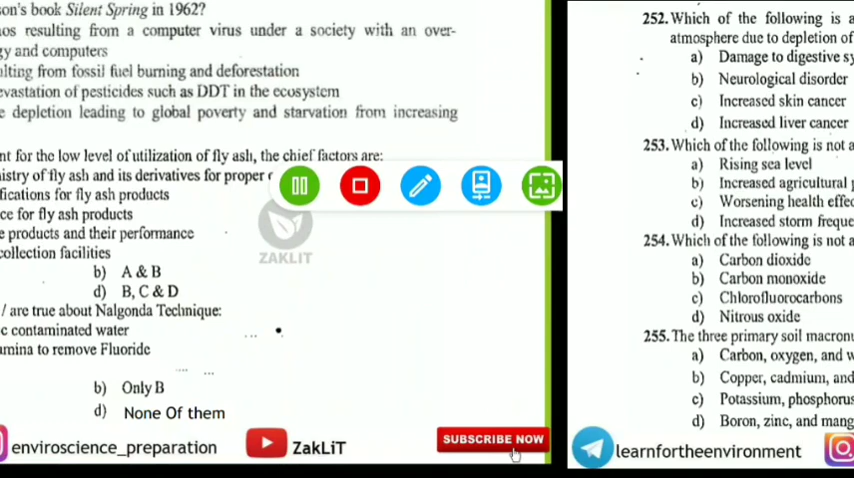 son's book Silent Spring in 1962?
os resulting from a computer virus under a society with an over-
gy and computers
lting from fossil fuel burning and deforestation
evastation of pesticides such as DDT in the ecosystem
e depletion leading to global poverty and starvation from increasing
nt for the low level of utilization of fly ash, the chief factors are:
istry of fly ash and its derivatives for proper
fications for fly ash products
ce for fly ash products
e products and their performance
collection facilities
b) A & B
d) B, C & D
/ are true about Nalgonda Technique:
c contaminated water
amina to remove Fluoride
b) Only B
d) None Of them
ZAKLIT
enviroscience_preparation
ZakLiT
SUBSCRIBE NOW
252. Which of the following is a
atmosphere due to depletion of
a) Damage to digestive sy
b) Neurological disorder
c) Increased skin cancer
d) Increased liver cancer
253. Which of the following is not a
a) Rising sea level
b) Increased agricultural
c) Worsening health effec
d) Increased storm freque
254. Which of the following is not a
a) Carbon dioxide
b) Carbon monoxide
c) Chlorofluorocarbons
d) Nitrous oxide
255. The three primary soil macronu
a) Carbon, oxygen, and w
b) Copper, cadmium, and
c) Potassium, phosphorus
d) Boron, zinc, and mang
learnfortheenvironment